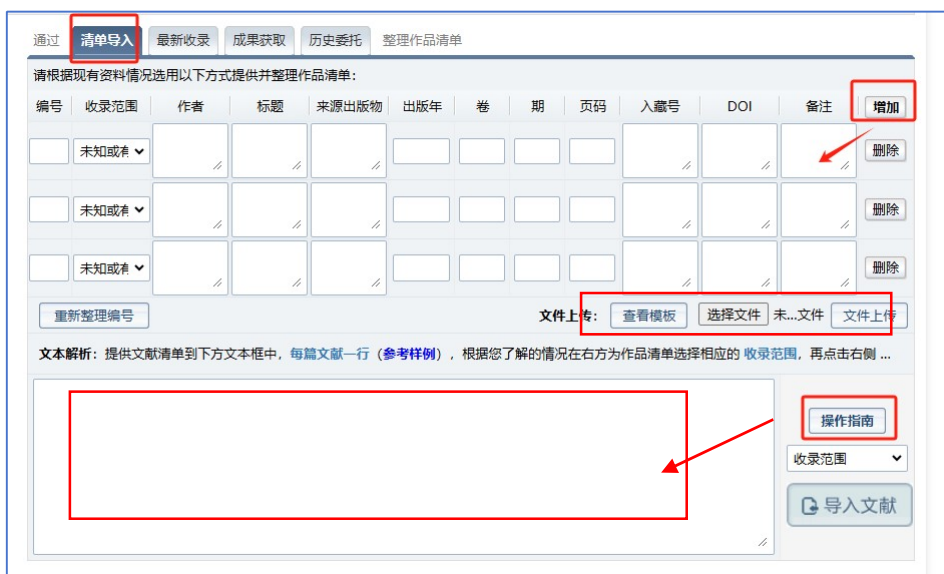 通过 清单导入 最新收录 成果获取 历史委托 整理作品清单
请根据现有资料情况选用以下方式提供并整理作品清单：
编号 收录范围 作者 标题 来源出版物 出版年 卷 期 页码 入藏号 DOI 备注 增加
未知或有 删除
未知或有 删除
未知或有 删除
重新整理编号 文件上传： 查看模板 选择文件 未...文件 文件上传
文本解析：提供文献清单到下方文本框中，每篇文献一行（参考样例），根据您了解的情况在右方为作品清单选择相应的 收录范围，再点击右侧 ...
操作指南
收录范围
导入文献